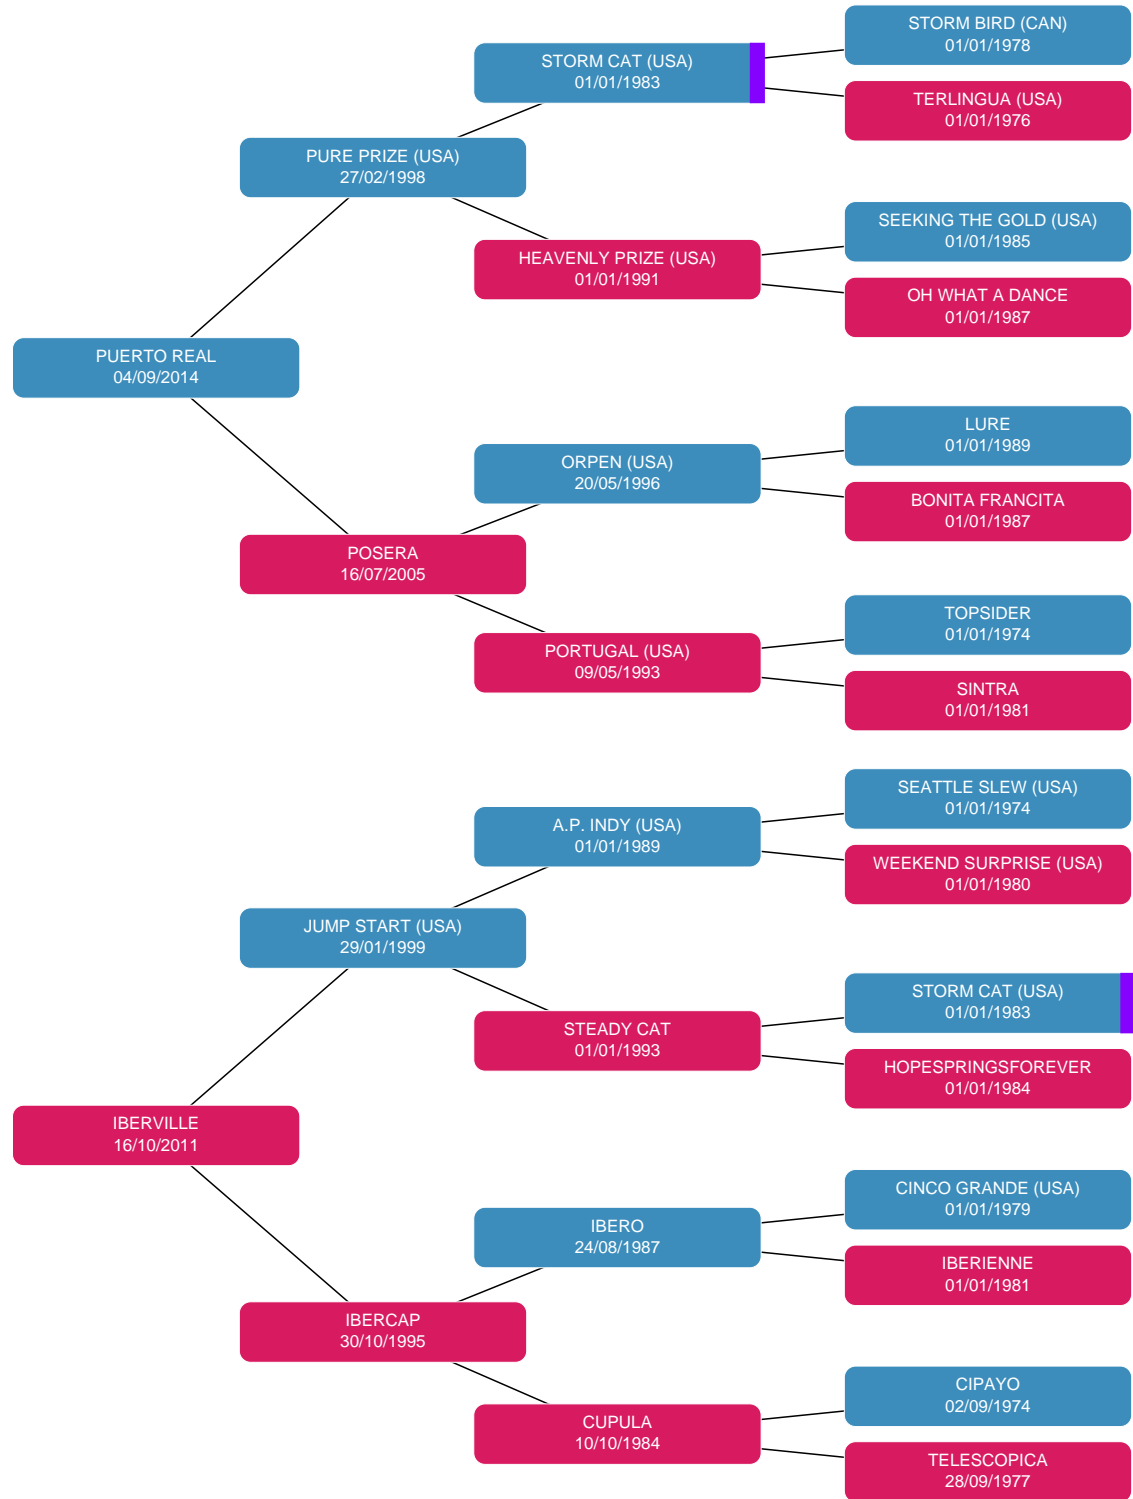 STORM BIRD (CAN)
01/01/1978
STORM CAT (USA)
01/01/1983
TERLINGUA (USA)
01/01/1976
PURE PRIZE (USA)
27/02/1998
SEEKING THE GOLD (USA)
01/01/1985
HEAVENLY PRIZE (USA)
01/01/1991
OH WHAT A DANCE
01/01/1987
PUERTO REAL
04/09/2014
LURE
01/01/1989
ORPEN (USA)
20/05/1996
BONITA FRANCITA
01/01/1987
POSERA
16/07/2005
TOPSIDER
01/01/1974
PORTUGAL (USA)
09/05/1993
SINTRA
01/01/1981
SEATTLE SLEW (USA)
01/01/1974
A.P. INDY (USA)
01/01/1989
WEEKEND SURPRISE (USA)
01/01/1980
JUMP START (USA)
29/01/1999
STORM CAT (USA)
01/01/1983
STEADY CAT
01/01/1993
HOPESPRINGSFOREVER
01/01/1984
IBERVILLE
16/10/2011
CINCO GRANDE (USA)
01/01/1979
IBERO
24/08/1987
IBERIENNE
01/01/1981
IBERCAP
30/10/1995
CIPAYO
02/09/1974
CUPULA
10/10/1984
TELESCOPICA
28/09/1977